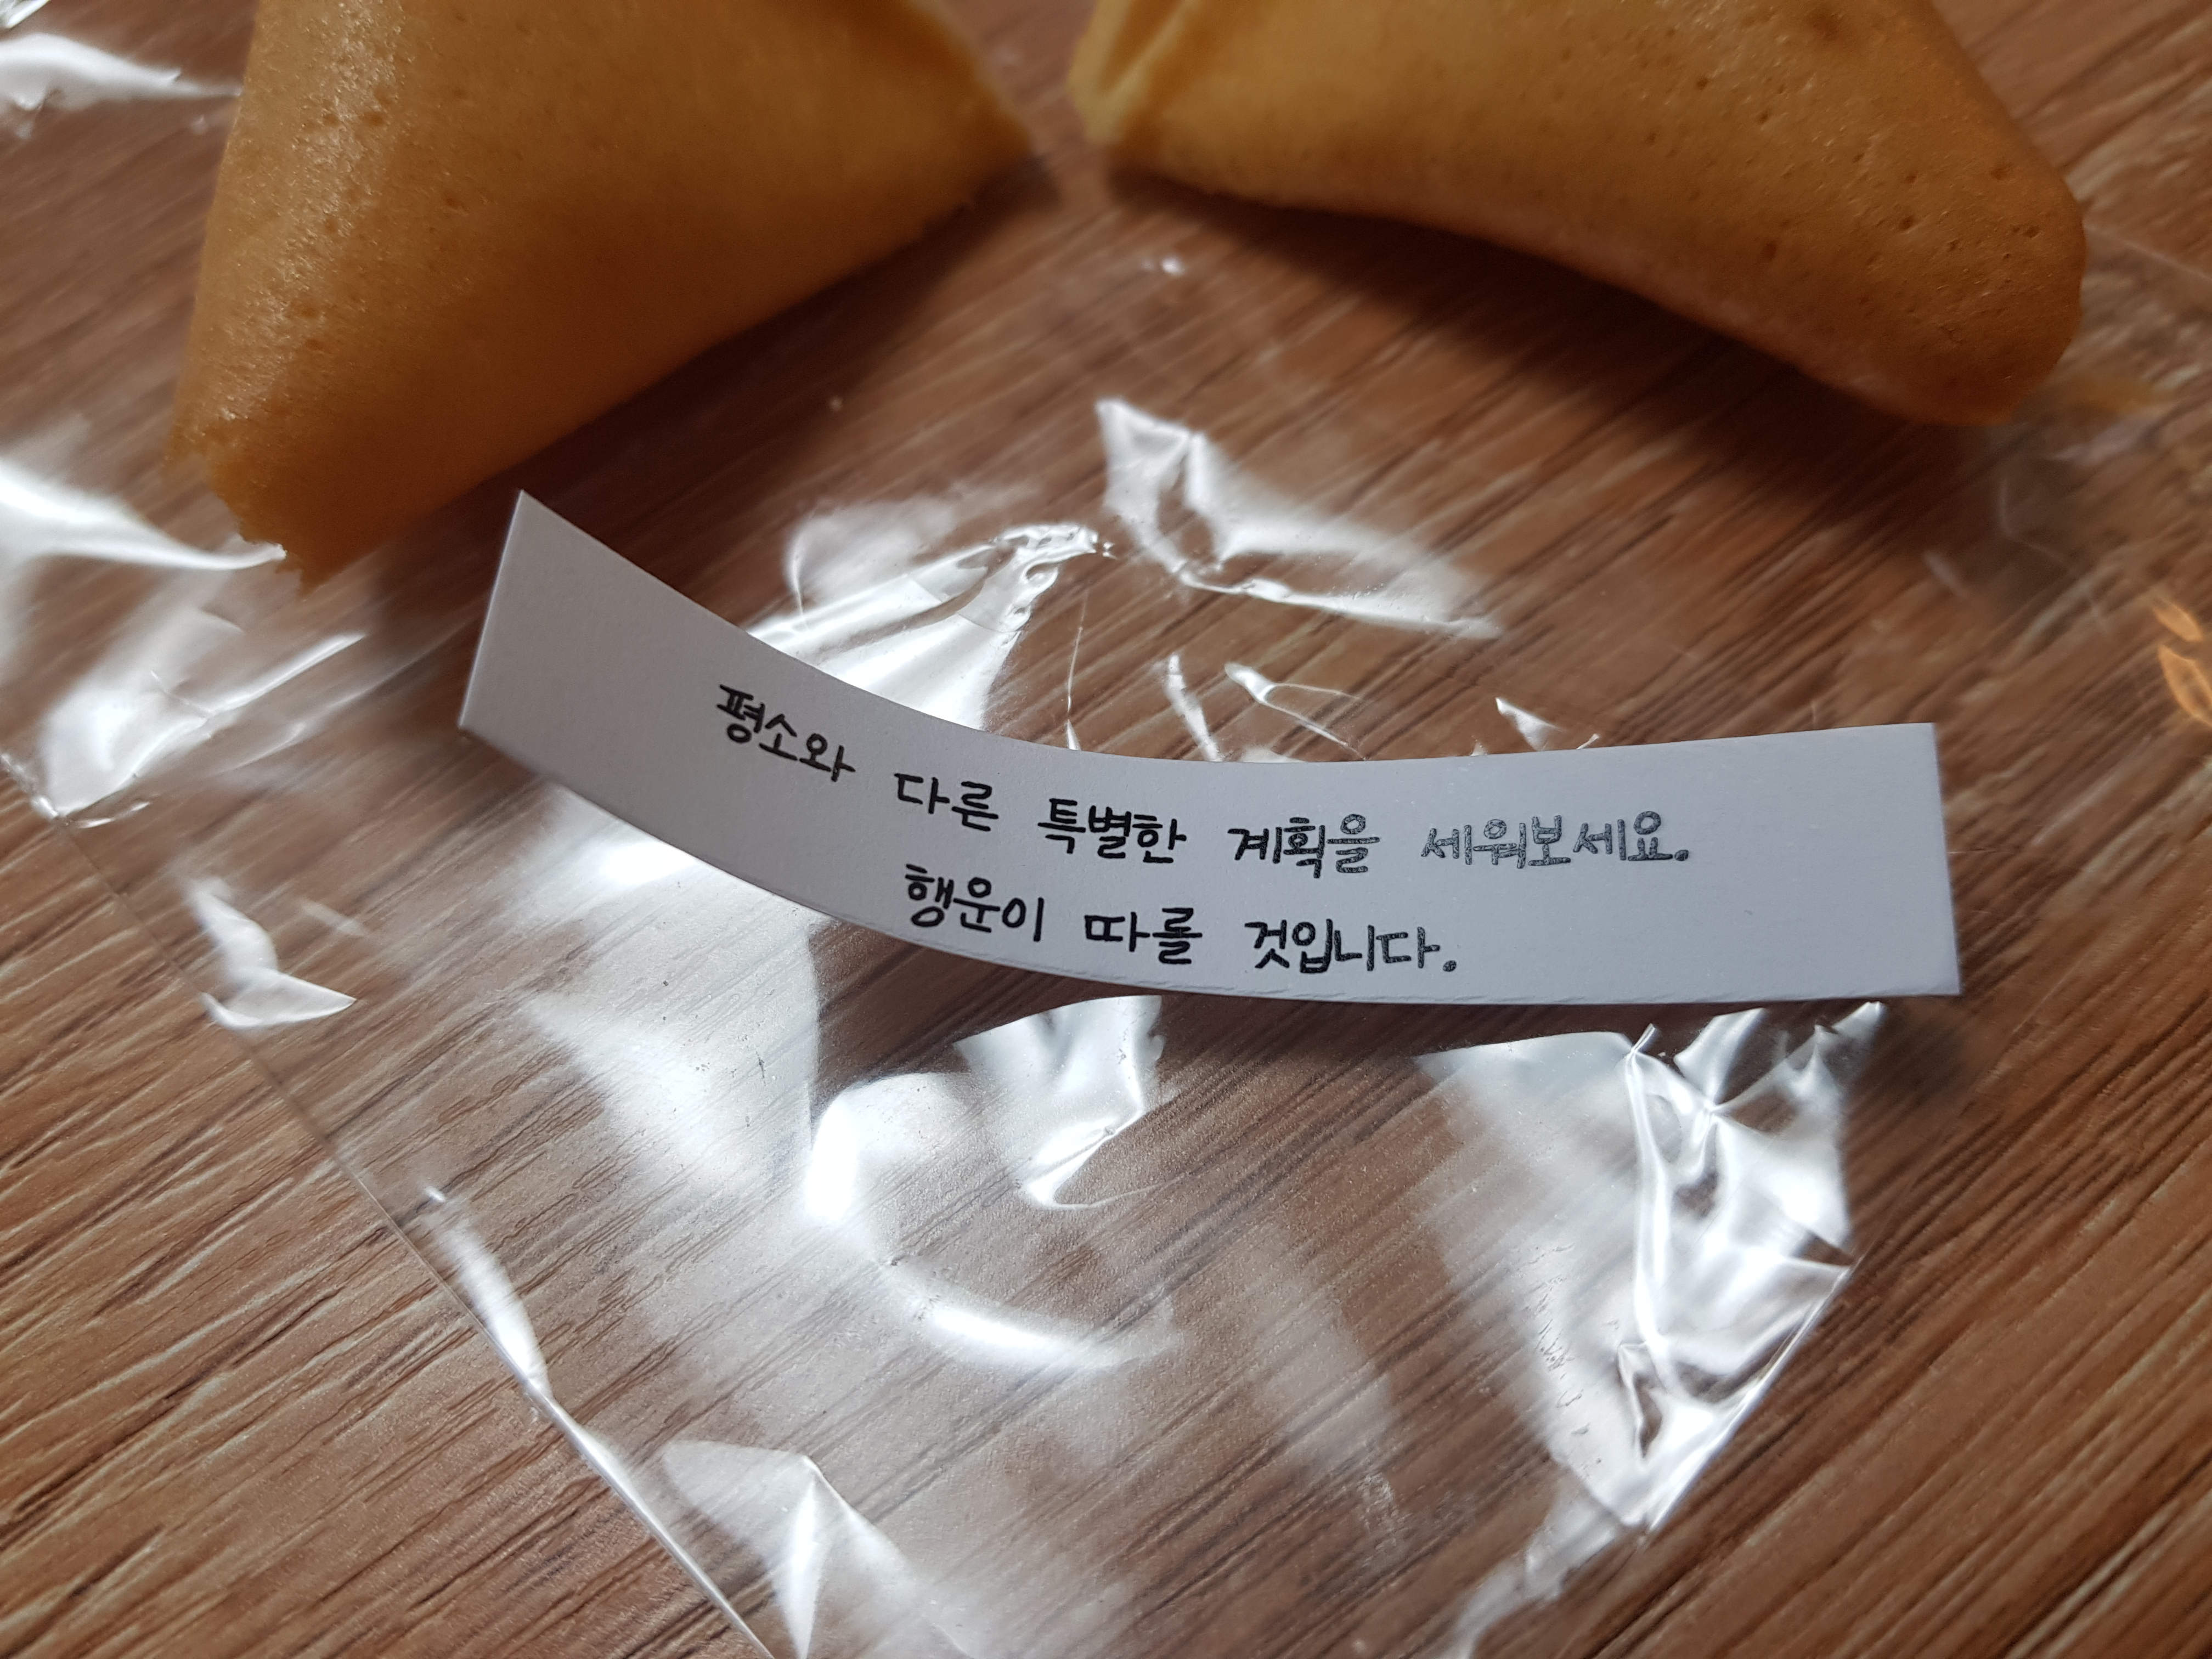 평소와 다른 특별한 계획을 세워보세요.
행운이 따를 것입니다.